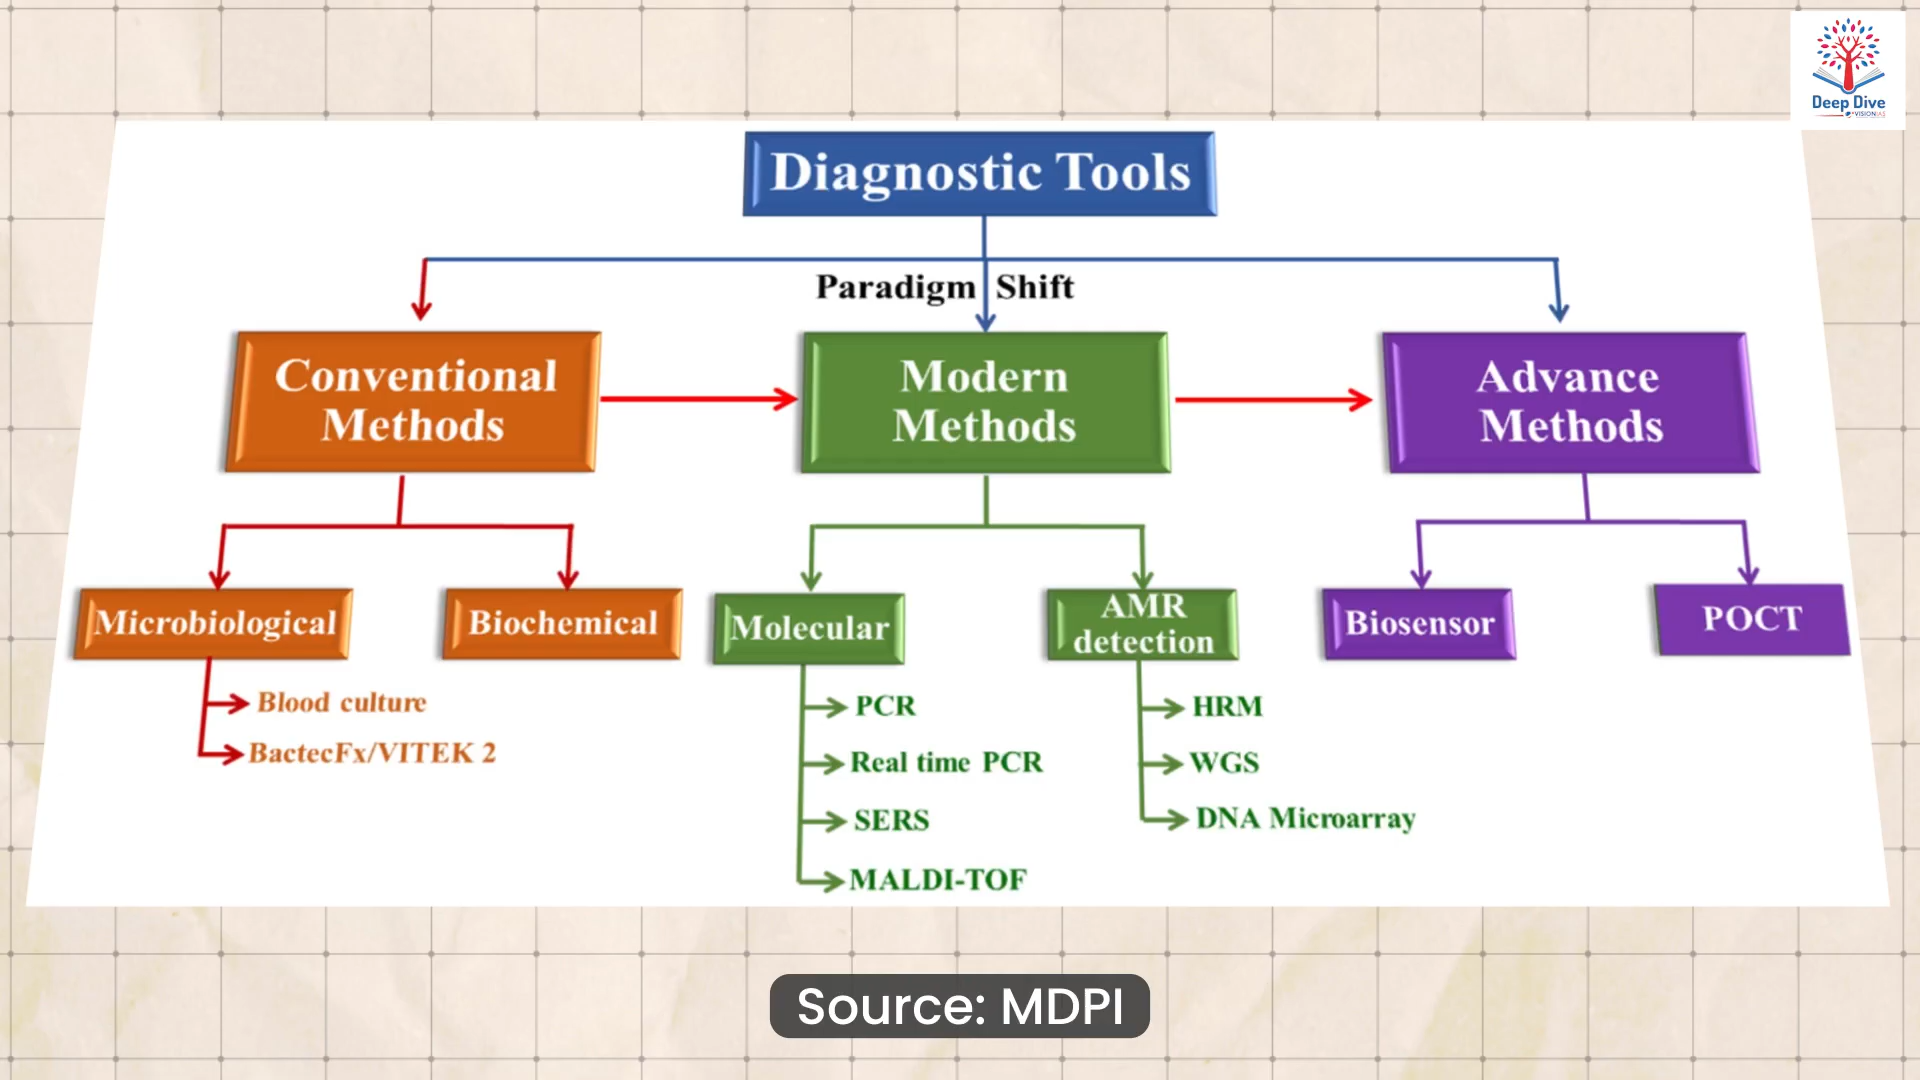 Deep Dive
VISIONIAS
Diagnostic Tools
Paradigm Shift
Conventional
Methods
Modern
Methods
Advance
Methods
Microbiological
Biochemical
Molecular
AMR
detection
Biosensor
POCT
Blood culture
BactecFx/VITEK 2
PCR
Real time PCR
SERS
MALDI-TOF
HRM
WGS
DNA Microarray
Source: MDPI